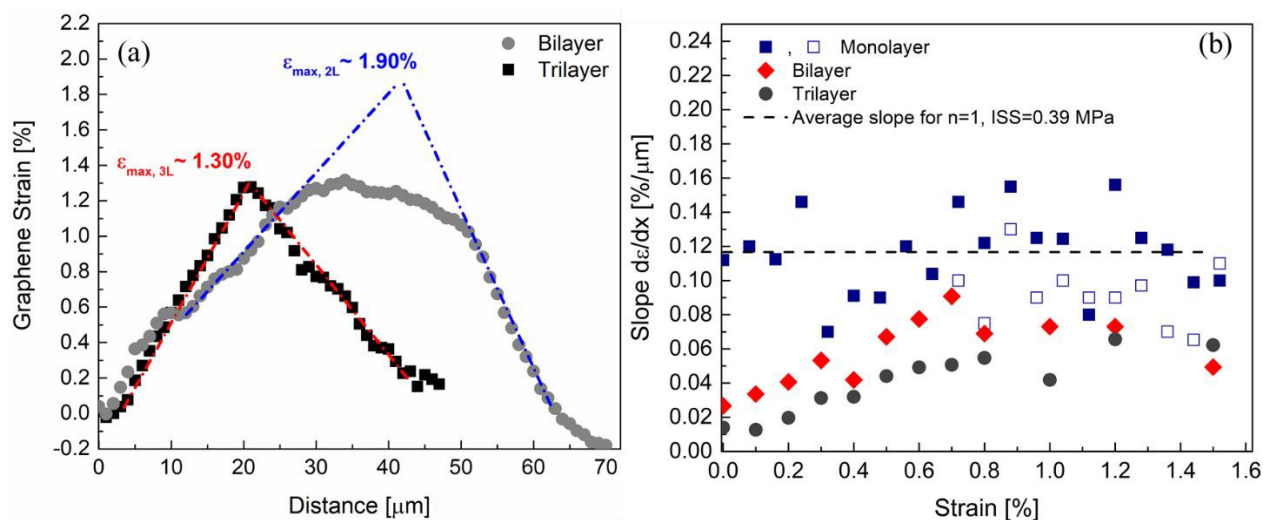 (a)
Bilayer
Trilayer
ε_max, 2L ~ 1.90%
ε_max, 3L ~ 1.30%
Graphene Strain [%]
2.2
2.0
1.8
1.6
1.4
1.2
1.0
0.8
0.6
0.4
0.2
0.0
-0.2
0 10 20 30 40 50 60 70
Distance [μm]
(b)
, Monolayer
Bilayer
Trilayer
Average slope for n=1, ISS=0.39 MPa
Slope dε/dx [%/μm]
0.24
0.22
0.20
0.18
0.16
0.14
0.12
0.10
0.08
0.06
0.04
0.02
0.00
0.0 0.2 0.4 0.6 0.8 1.0 1.2 1.4 1.6
Strain [%]